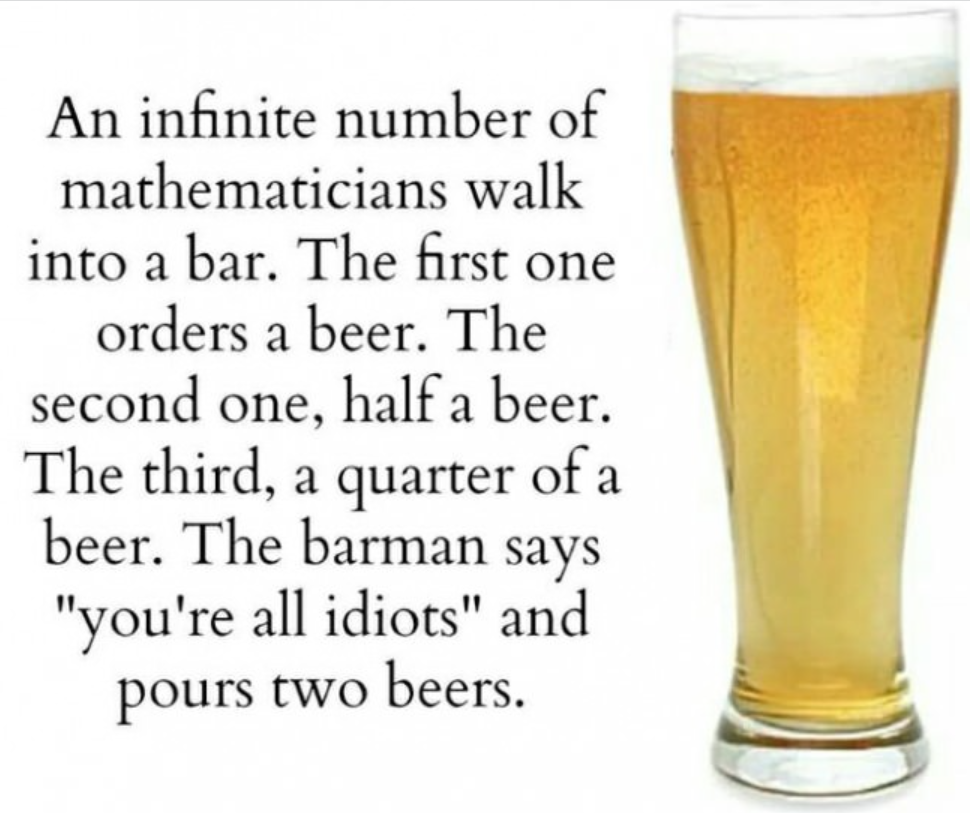 An infinite number of
mathematicians walk
into a bar. The first one
orders a beer. The
second one, half a beer.
The third, a quarter of a
beer. The barman says
"you're all idiots" and
pours two beers.